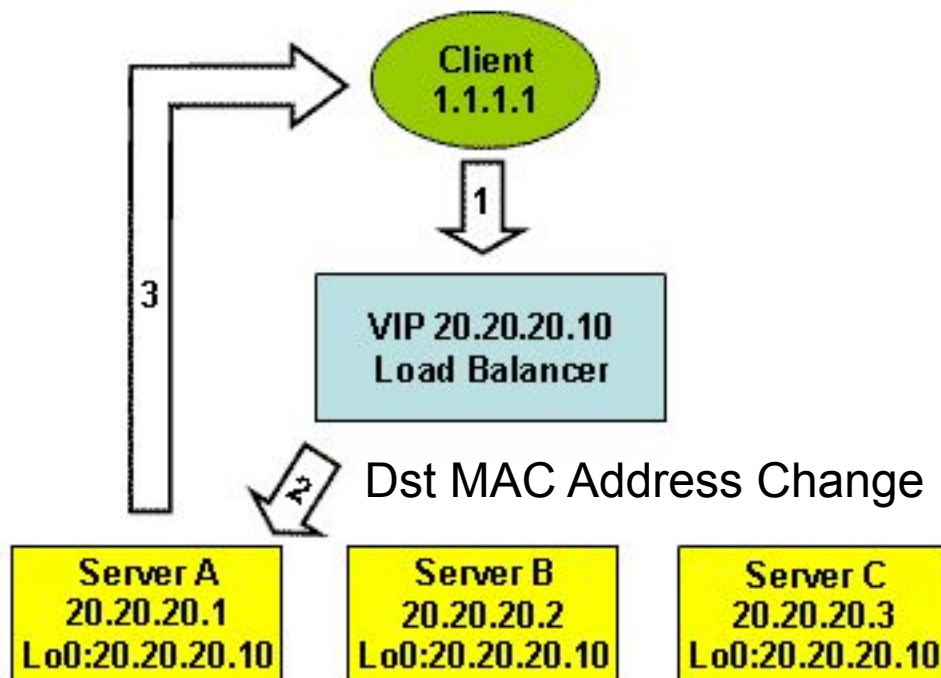 Client
1.1.1.1
1
3
VIP 20.20.20.10
Load Balancer
2
Dst MAC Address Change
Server A
20.20.20.1
Lo0:20.20.20.10
Server B
20.20.20.2
Lo0:20.20.20.10
Server C
20.20.20.3
Lo0:20.20.20.10